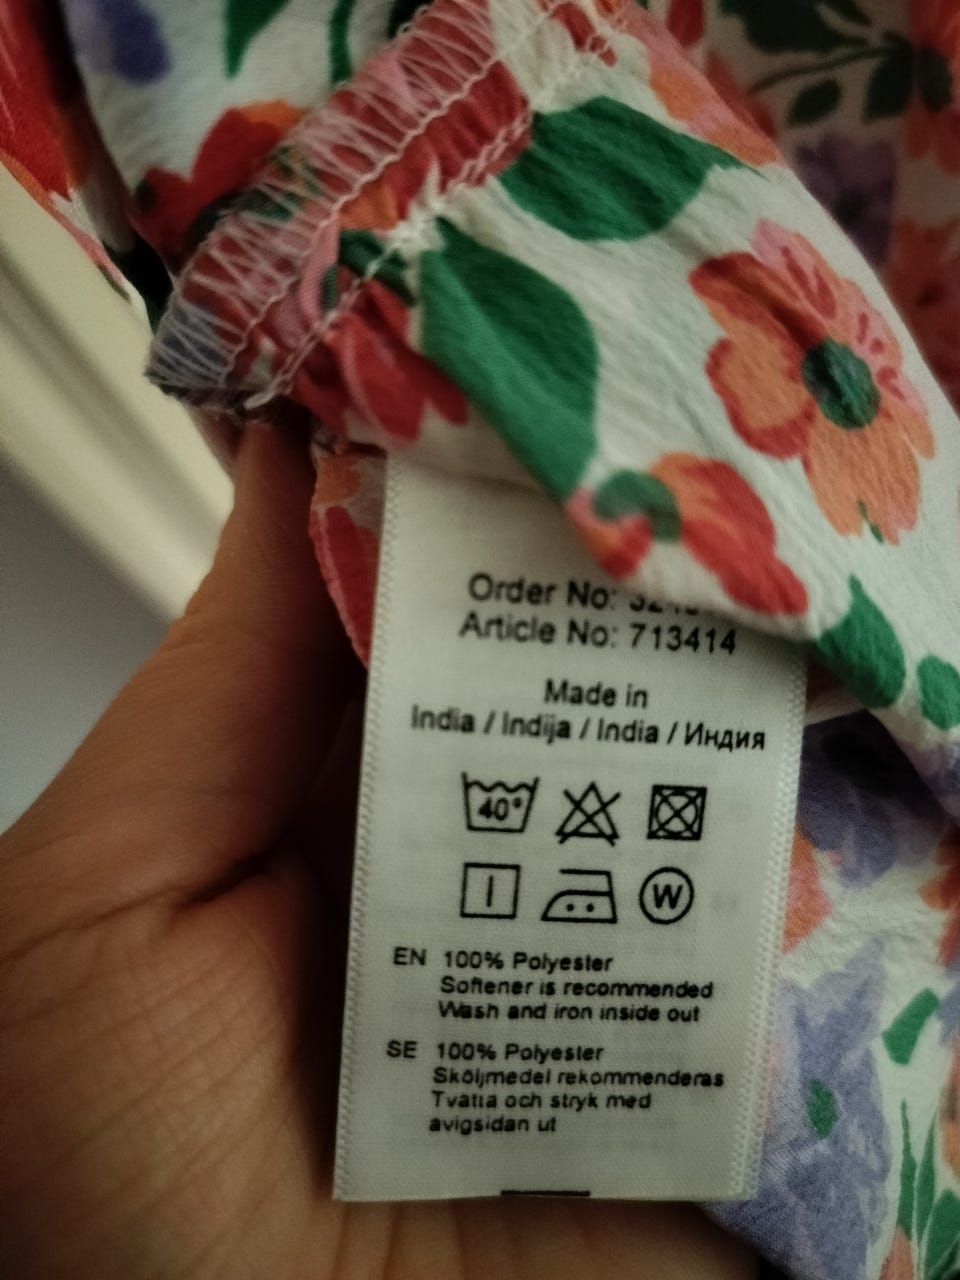 Order No:
Article No: 713414
Made in
India / Indija / India / Индия
40°
W
EN 100% Polyester
Softener is recommended
Wash and iron inside out
SE 100% Polyester
Sköljmedel rekommenderas
Tvätta och stryk med
avigsidan ut